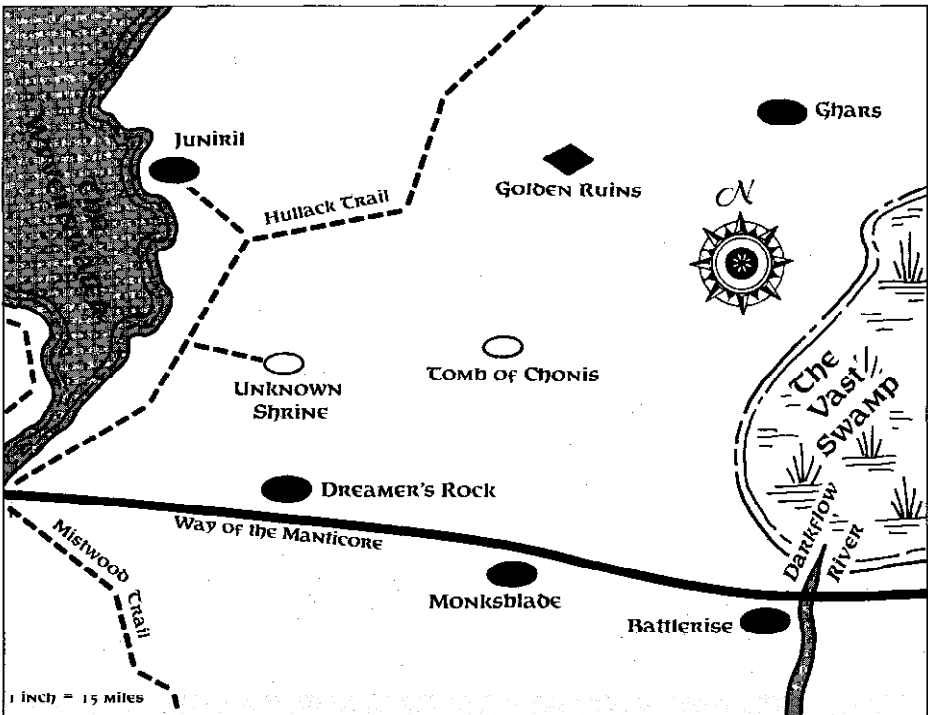 Ghars
Juniril
Golden Ruins
Hullack Trail
N
Unknown
Shrine
Tomb of Chonis
The
Vast
Swamp
Dreamer's Rock
Way of the Manticore
Darkflow
River
Mistwood
Trail
Monksblade
Battlerise
1 inch = 15 miles